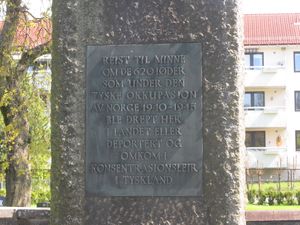 REIST TIL MINNE
OM DE 620 JØDER
SOM UNDER DEN
TYSKE OKKUPASJON
AV NORGE 1940-1945
BLE DREPT HER
I LANDET ELLER
DEPORTERT OG
OMKOM I
KONSENTRASJONSLEIR
I TYSKLAND